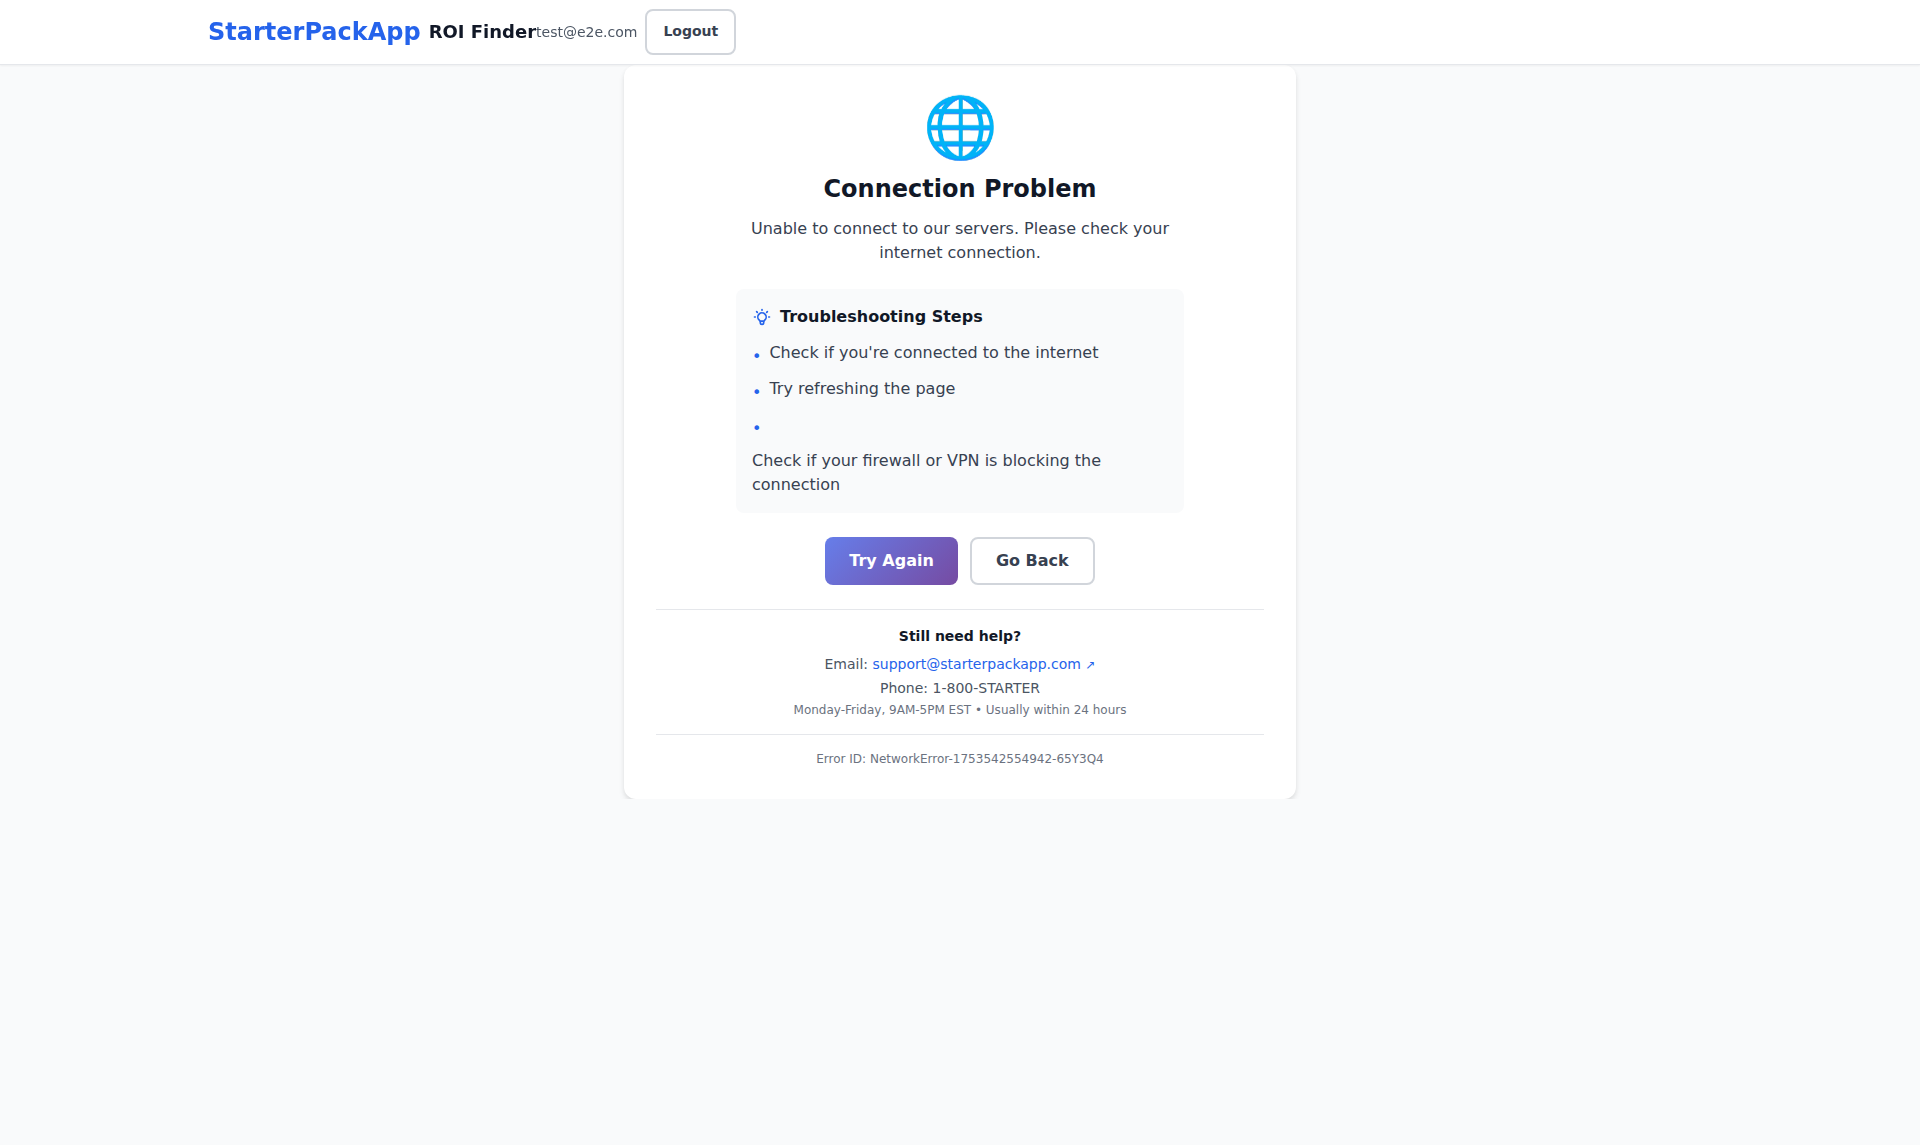 StarterPackApp ROI Finder test@e2e.com Logout
Connection Problem
Unable to connect to our servers. Please check your
internet connection.
Troubleshooting Steps
• Check if you're connected to the internet
• Try refreshing the page
•
Check if your firewall or VPN is blocking the
connection
Try Again Go Back
Still need help?
Email: support@starterpackapp.com ↗
Phone: 1-800-STARTER
Monday-Friday, 9AM-5PM EST • Usually within 24 hours
Error ID: NetworkError-1753542554942-65Y3Q4